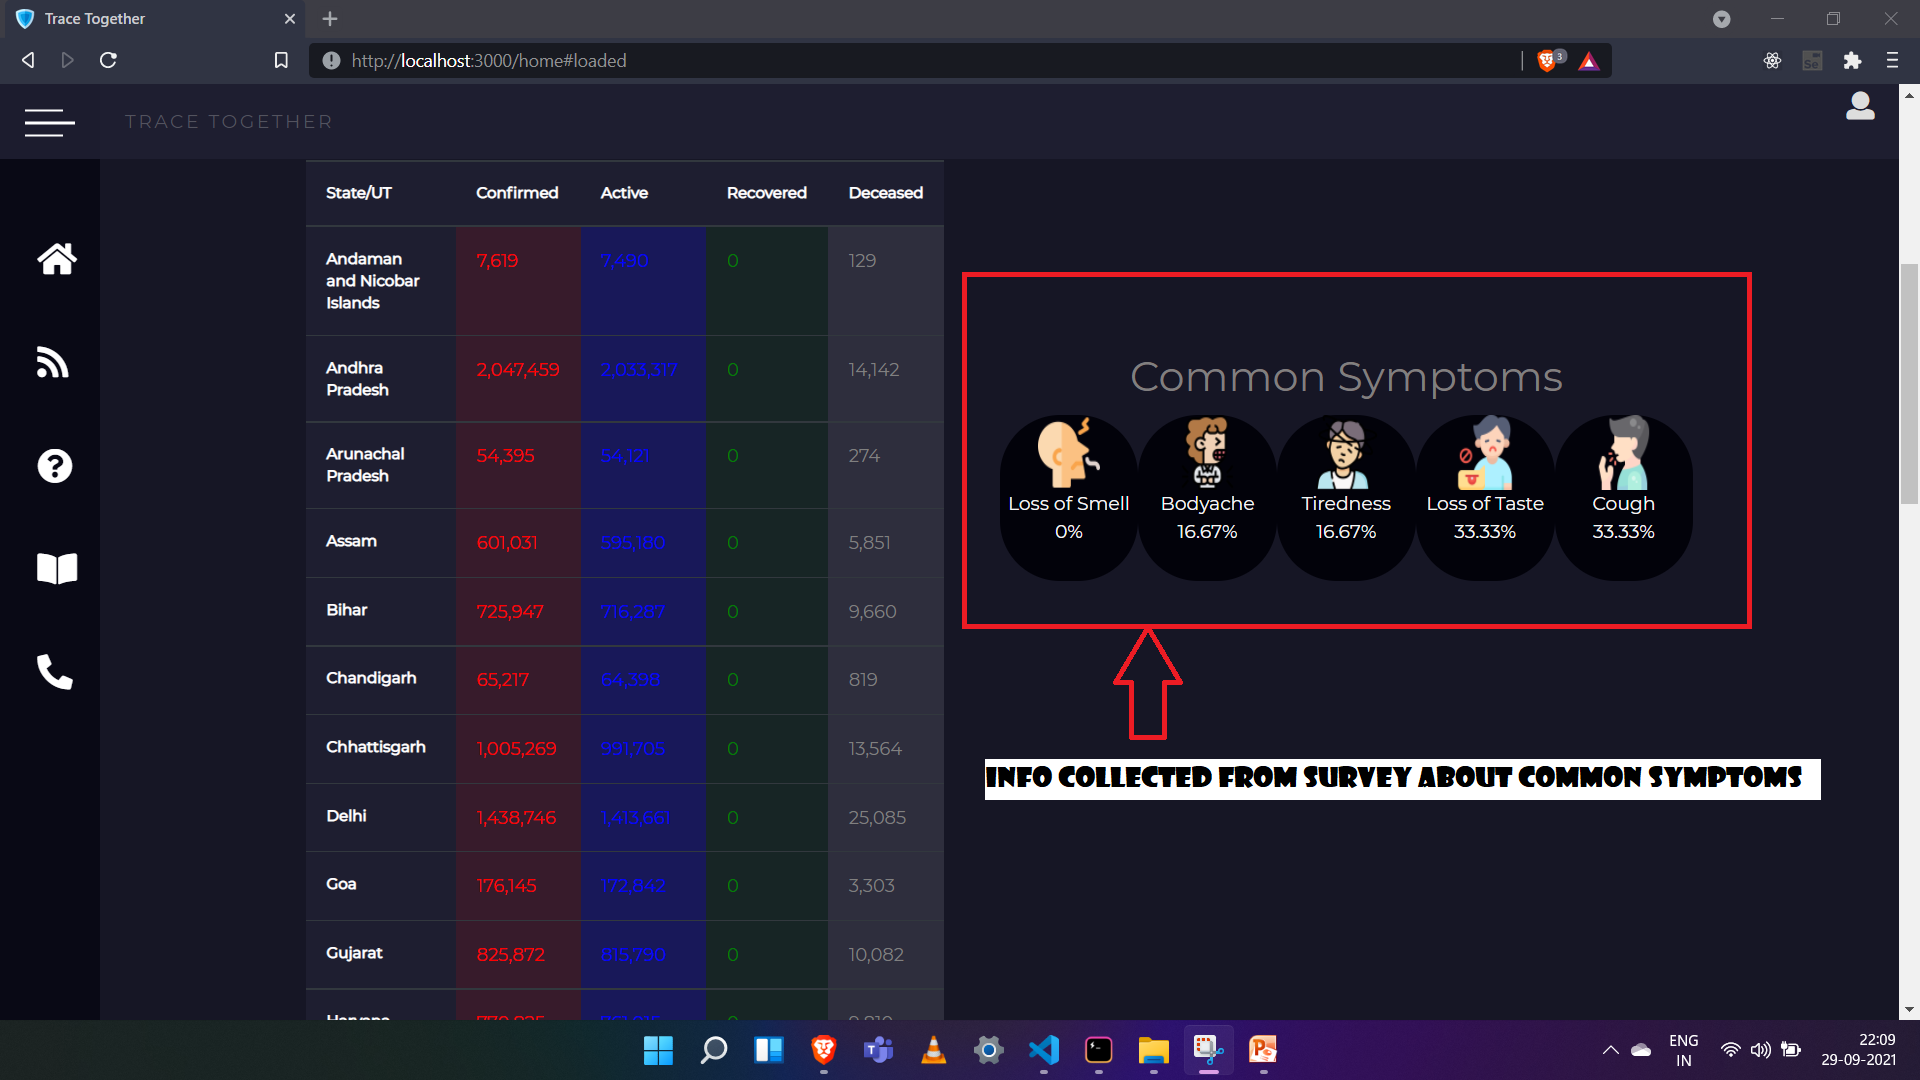 Trace Together
http://localhost:3000/home#loaded
3
Se
TRACE TOGETHER
State/UT Confirmed Active Recovered Deceased
Andaman
and Nicobar
Islands
7,619 7,490 0 129
Andhra
Pradesh
2,047,459 2,033,317 0 14,142
Arunachal
Pradesh
54,395 54,121 0 274
Assam 601,031 595,180 0 5,851
Bihar 725,947 716,287 0 9,660
Chandigarh 65,217 64,398 0 819
Chhattisgarh 1,005,269 991,705 0 13,564
Delhi 1,438,746 1,413,661 0 25,085
Goa 176,145 172,842 0 3,303
Gujarat 825,872 815,790 0 10,082
Haryana
Common Symptoms
Loss of Smell Bodyache Tiredness Loss of Taste Cough
0% 16.67% 16.67% 33.33% 33.33%
INFO COLLECTED FROM SURVEY ABOUT COMMON SYMPTOMS
ENG
IN
22:09
29-09-2021